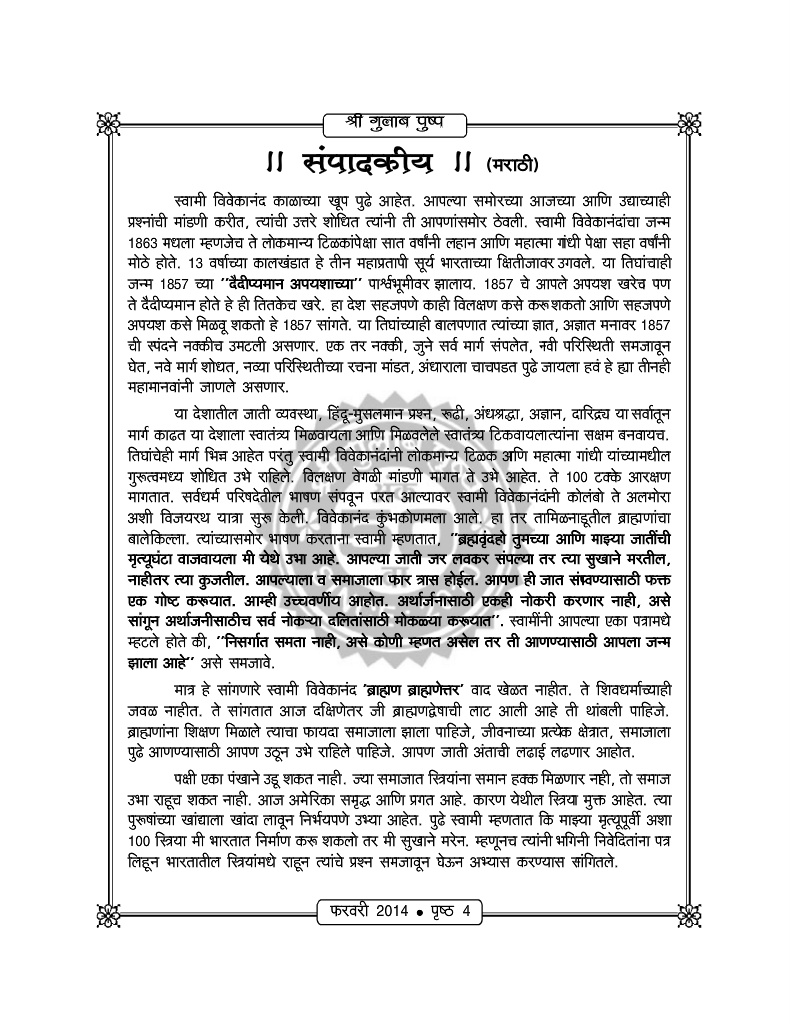 श्री गुलाब पुष्प
॥ संपादकीय ॥ (मराठी)
स्वामी विवेकानंद काळाच्या खूप पुढे आहेत. आपल्या समोरच्या आजच्या आणि उद्याच्याही
प्रश्नांची मांडणी करीत, त्यांची उत्तरे शोधित त्यांनी ती आपणांसमोर ठेवली. स्वामी विवेकानंदांचा जन्म
1863 मधला म्हणजेच ते लोकमान्य टिळकांपेक्षा सात वर्षांनी लहान आणि महात्मा गांधी पेक्षा सहा वर्षांनी
मोठे होते. 13 वर्षाच्या कालखंडात हे तीन महाप्रतापी सूर्य भारताच्या क्षितीजावर उगवले. या तिघांचाही
जन्म 1857 च्या "दैदीप्यमान अपयशाच्या" पार्श्वभूमीवर झालाय. 1857 चे आपले अपयश खरेच पण
ते दैदीप्यमान होते हे ही तितकेच खरे. हा देश सहजपणे काही विलक्षण कसे करू शकतो आणि सहजपणे
अपयश कसे मिळवू शकतो हे 1857 सांगते. या तिघांच्याही बालपणात त्यांच्या ज्ञात, अज्ञात मनावर 1857
ची स्पंदने नक्कीच उमटली असणार. एक तर नक्की, जुने सर्व मार्ग संपलेत, नवी परिस्थिती समजावून
घेत, नवे मार्ग शोधत, नव्या परिस्थितीच्या रचना मांडत, अंधाराला चाचपडत पुढे जायला हवं हे ह्या तीनही
महामानवांनी जाणले असणार.
या देशातील जाती व्यवस्था, हिंदू-मुसलमान प्रश्न, रूढी, अंधश्रद्धा, अज्ञान, दारिद्र्य या सर्वातून
मार्ग काढत या देशाला स्वातंत्र्य मिळवायला आणि मिळवलेले स्वातंत्र्य टिकवायलात्यांना सक्षम बनवायच.
तिघांचेही मार्ग भिन्न आहेत परंतु स्वामी विवेकानंदांनी लोकमान्य टिळक अणि महात्मा गांधी यांच्यामधील
गुरूत्वमध्य शोधित उभे राहिले. विलक्षण वेगळी मांडणी मागत ते उभे आहेत. ते 100 टक्के आरक्षण
मागतात. सर्वधर्म परिषदेतील भाषण संपवून परत आल्यावर स्वामी विवेकानंदांनी कोलंबो ते अलमोरा
अशी विजयरथ यात्रा सुरू केली. विवेकानंद कुंभकोणमला आले. हा तर तामिळनाडूतील ब्राह्मणांचा
बालेकिल्ला. त्यांच्यासमोर भाषण करताना स्वामी म्हणतात, "ब्रह्मवृंदहो तुमच्या आणि माझ्या जातींची
मृत्यूघंटा वाजवायला मी येथे उभा आहे. आपल्या जाती जर लवकर संपल्या तर त्या सुखाने मरतील,
नाहीतर त्या कुजतील. आपल्याला व समाजाला फार त्रास होईल. आपण ही जात संपवण्यासाठी फक्त
एक गोष्ट करूयात. आम्ही उच्चवर्णीय आहोत. अर्थार्जनासाठी एकही नोकरी करणार नाही, असे
सांगून अर्थाजनीसाठीच सर्व नोकऱ्या दलितांसाठी मोकळ्या करूयात". स्वामींनी आपल्या एका पत्रामधे
म्हटले होते की, "निसर्गात समता नाही, असे कोणी म्हणत असेल तर ती आणण्यासाठी आपला जन्म
झाला आहे" असे समजावे.
मात्र हे सांगणारे स्वामी विवेकानंद 'ब्राह्मण ब्राह्मणेत्तर' वाद खेळत नाहीत. ते शिवधर्माच्याही
जवळ नाहीत. ते सांगतात आज दक्षिणेतर जी ब्राह्मणद्वेषाची लाट आली आहे ती थांबली पाहिजे.
ब्राह्मणांना शिक्षण मिळाले त्याचा फायदा समाजाला झाला पाहिजे, जीवनाच्या प्रत्येक क्षेत्रात, समाजाला
पुढे आणण्यासाठी आपण उठून उभे राहिले पाहिजे. आपण जाती अंताची लढाई लढणार आहोत.
पक्षी एका पंखाने उडू शकत नाही. ज्या समाजात स्त्रियांना समान हक्क मिळणार नही, तो समाज
उभा राहूच शकत नाही. आज अमेरिका समृद्ध आणि प्रगत आहे. कारण येथील स्त्रिया मुक्त आहेत. त्या
पुरूषांच्या खांद्याला खांदा लावून निर्भयपणे उभ्या आहेत. पुढे स्वामी म्हणतात कि माझ्या मृत्यूपूर्वी अशा
100 स्त्रिया मी भारतात निर्माण करू शकलो तर मी सुखाने मरेन. म्हणूनच त्यांनी भगिनी निवेदितांना पत्र
लिहून भारतातील स्त्रियांमधे राहून त्यांचे प्रश्न समजावून घेऊन अभ्यास करण्यास सांगितले.
फरवरी 2014 ● पृष्ठ 4